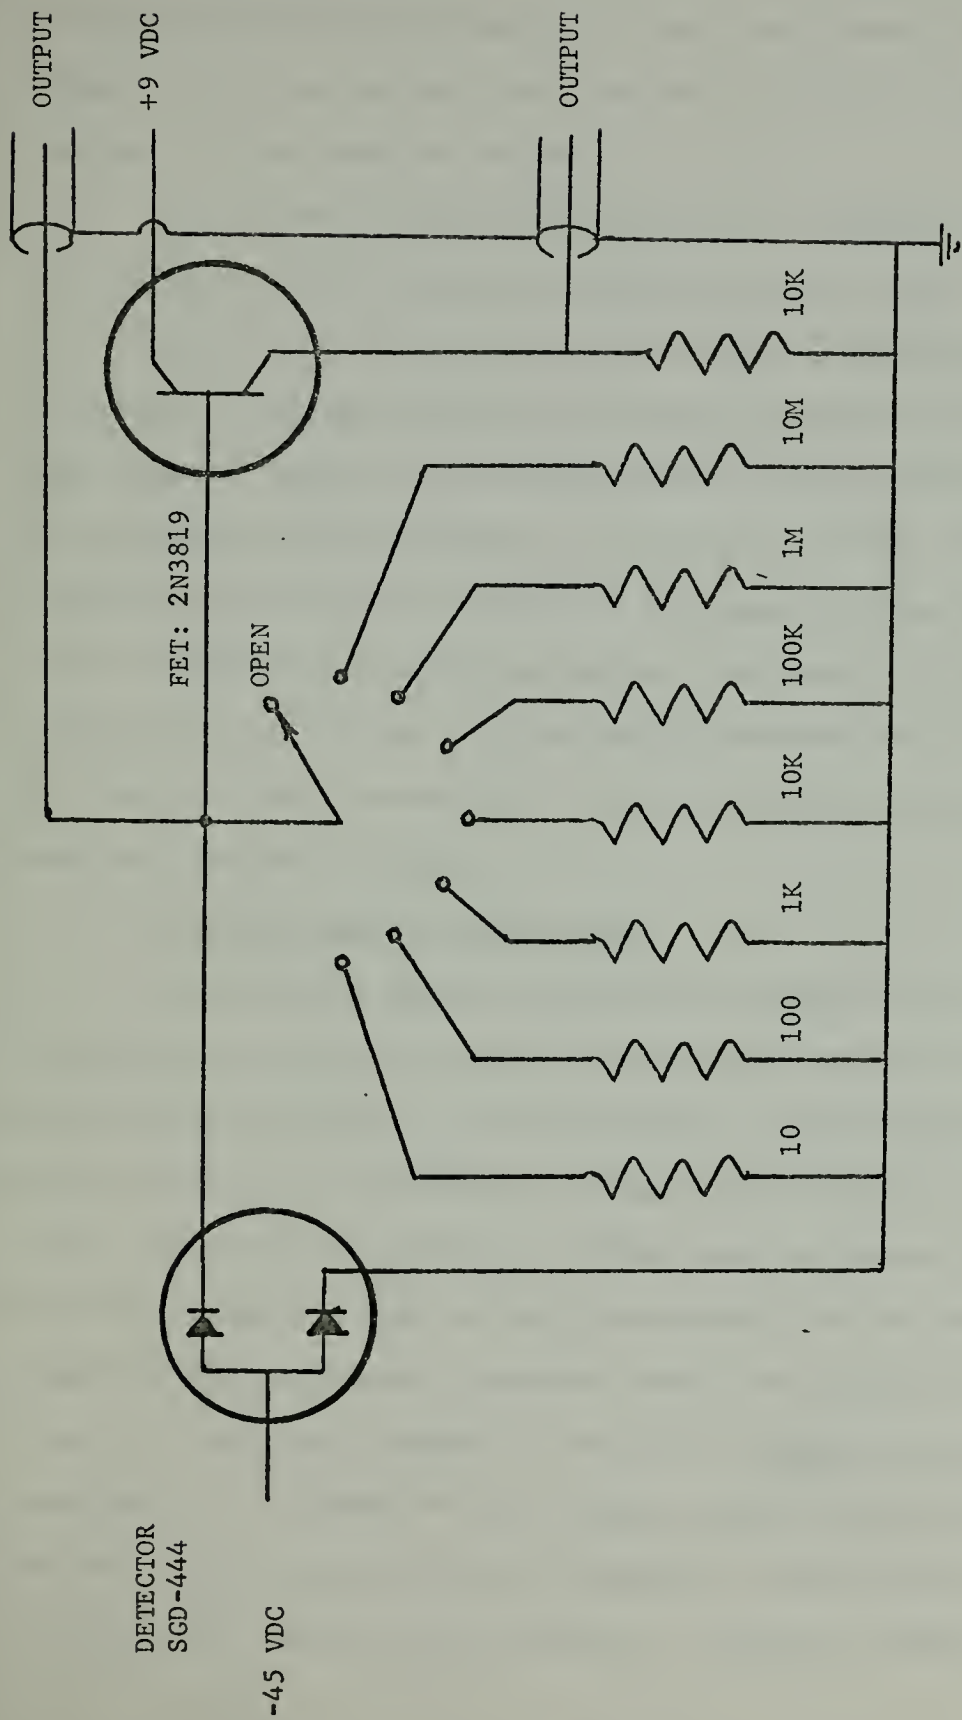 DETECTOR
SGD-444
-45 VDC
FET: 2N3819
OPEN
OUTPUT
+9 VDC
OUTPUT
10
100
1K
10K
100K
1M
10M
10K